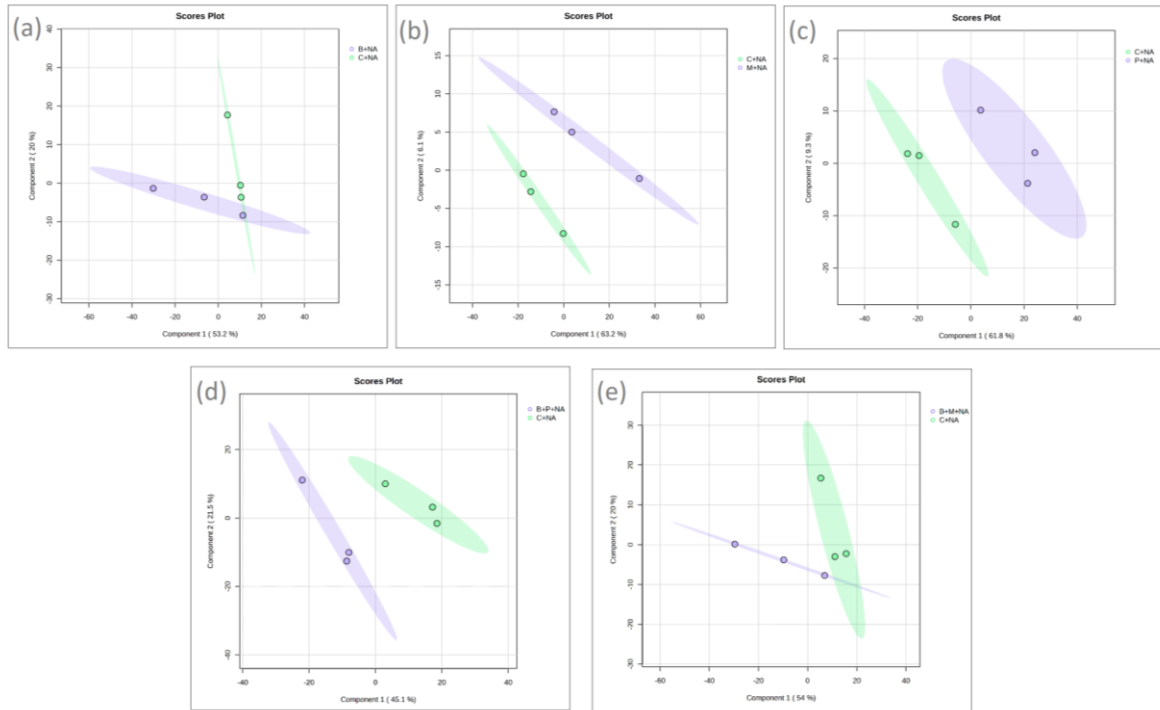 (a)
Scores Plot
B+NA
C+NA
Component 2 ( 20 %)
40
30
20
10
0
-10
-20
-30
-60
-40
-20
0
20
40
Component 1 ( 53.2 %)
(b)
Scores Plot
C+NA
M+NA
Component 2 ( 6.1 %)
15
10
5
0
-5
-10
-15
-40
-20
0
20
40
60
Component 1 ( 63.2 %)
(c)
Scores Plot
C+NA
P+NA
Component 2 ( 9.3 %)
20
10
0
-10
-20
-40
-20
0
20
40
Component 1 ( 61.8 %)
(d)
Scores Plot
B+P+NA
C+NA
Component 2 ( 21.5 %)
20
0
-20
-40
-40
-20
0
20
40
Component 1 ( 45.1 %)
(e)
Scores Plot
B+M+NA
C+NA
Component 2 ( 20 %)
30
20
10
0
-10
-20
-30
-60
-40
-20
0
20
40
Component 1 ( 54 %)